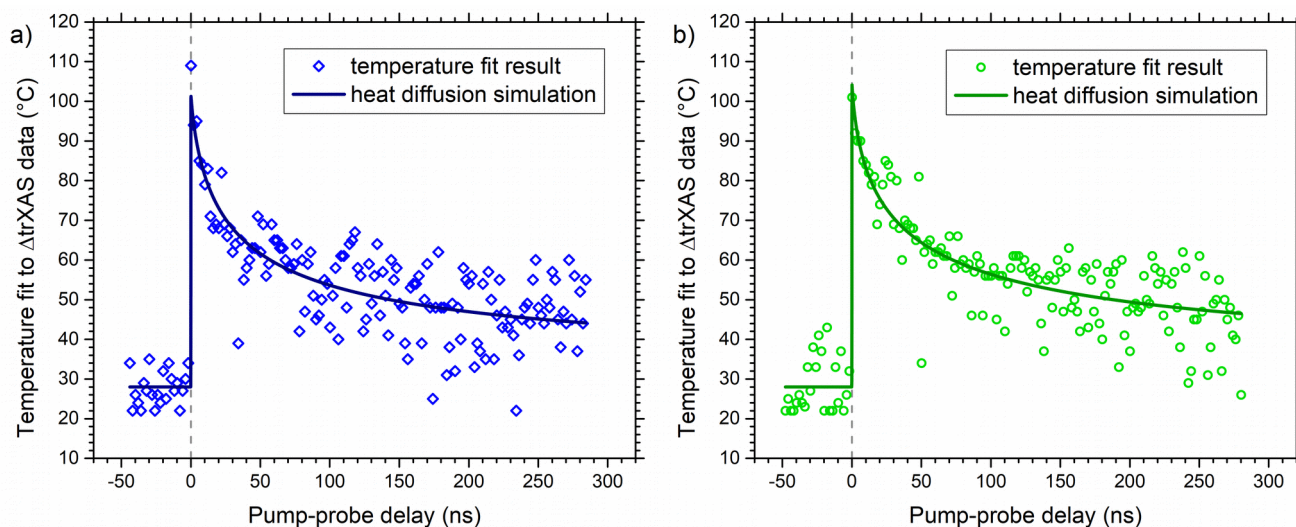 a)
temperature fit result
heat diffusion simulation
Temperature fit to ΔtrXAS data (°C)
120
110
100
90
80
70
60
50
40
30
20
10
-50 0 50 100 150 200 250 300
Pump-probe delay (ns)
b)
temperature fit result
heat diffusion simulation
Temperature fit to ΔtrXAS data (°C)
120
110
100
90
80
70
60
50
40
30
20
10
-50 0 50 100 150 200 250 300
Pump-probe delay (ns)